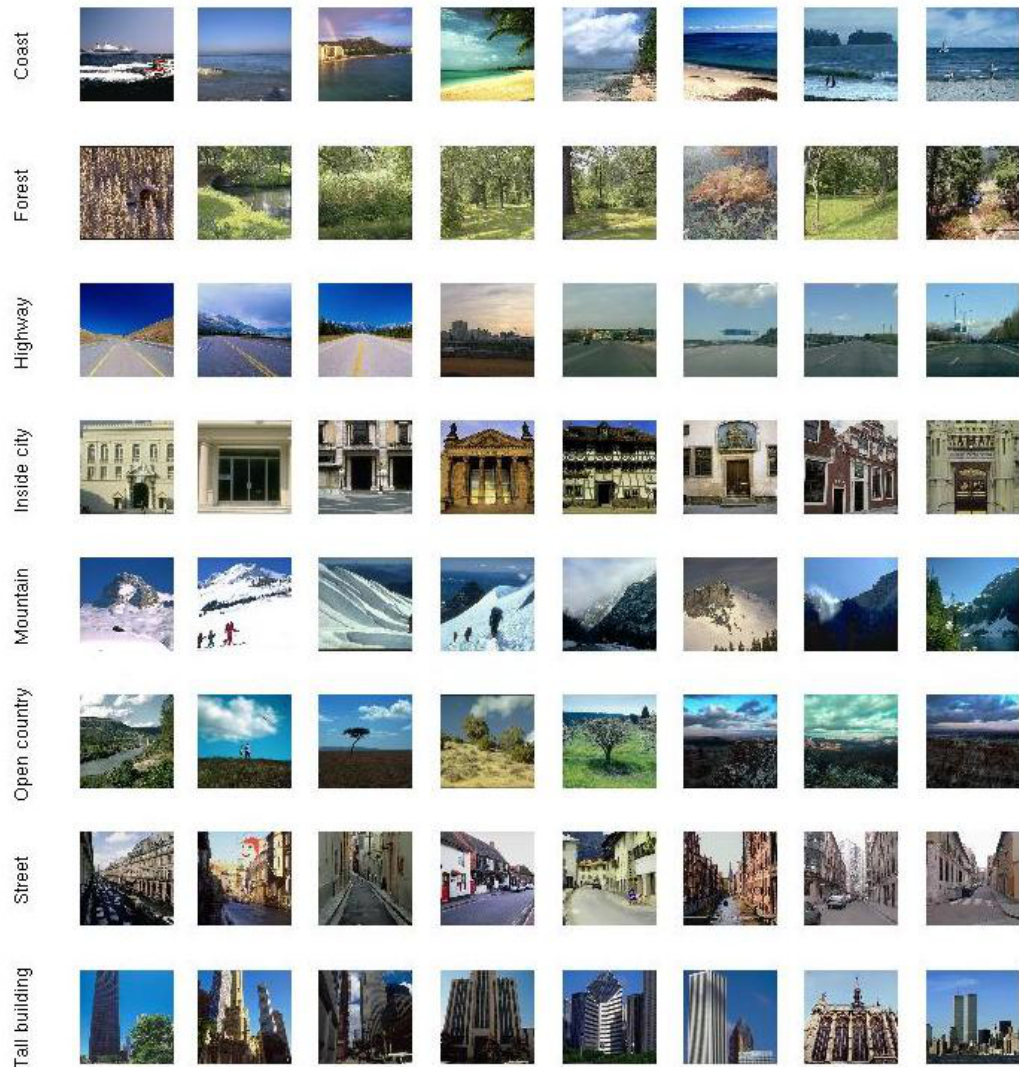 Coast
Forest
Highway
Inside city
Mountain
Open country
Street
Tall building